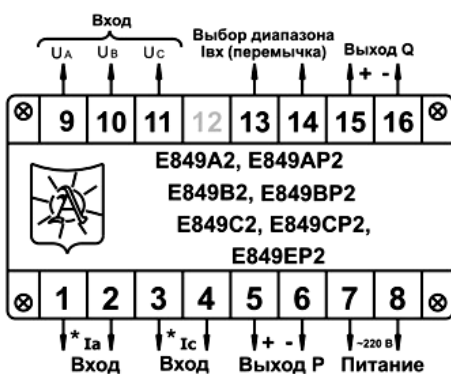 Вход
UA UB UC
Выбор диапазона
Iвх (перемычка)
Выход Q
+ -
9 10 11 12 13 14 15 16
E849A2, E849AP2
E849B2, E849BP2
E849C2, E849CP2,
E849EP2
1 2 3 4 5 6 7 8
* Ia * Ic + - ~220 В
Вход Вход Выход P Питание